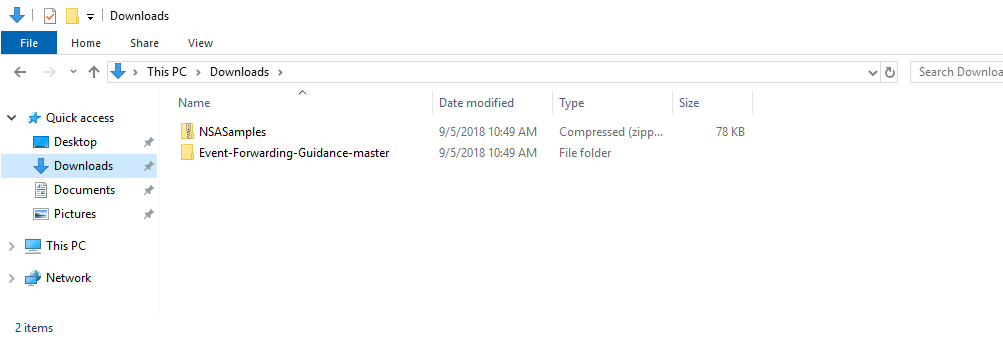 Downloads
File Home Share View
This PC Downloads Search Downloa
Name Date modified Type Size
Quick access
NSASamples 9/5/2018 10:49 AM Compressed (zipp... 78 KB
Desktop
Event-Forwarding-Guidance-master 9/5/2018 10:49 AM File folder
Downloads
Documents
Pictures
This PC
Network
2 items